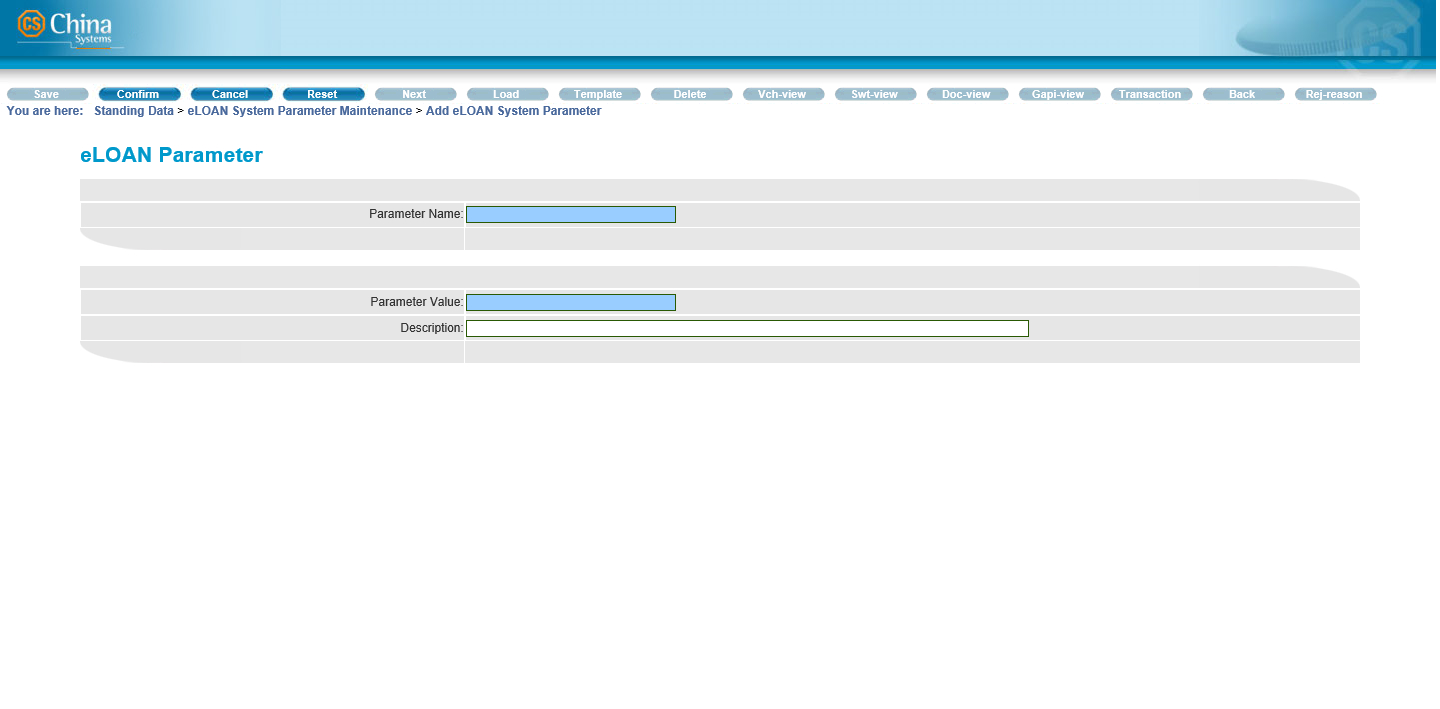 CS China
Systems
CS
Save Confirm Cancel Reset Next Load Template Delete Vch-view Swt-view Doc-view Gapi-view Transaction Back Rej-reason
You are here: Standing Data > eLOAN System Parameter Maintenance > Add eLOAN System Parameter
eLOAN Parameter
Parameter Name:
Parameter Value:
Description: